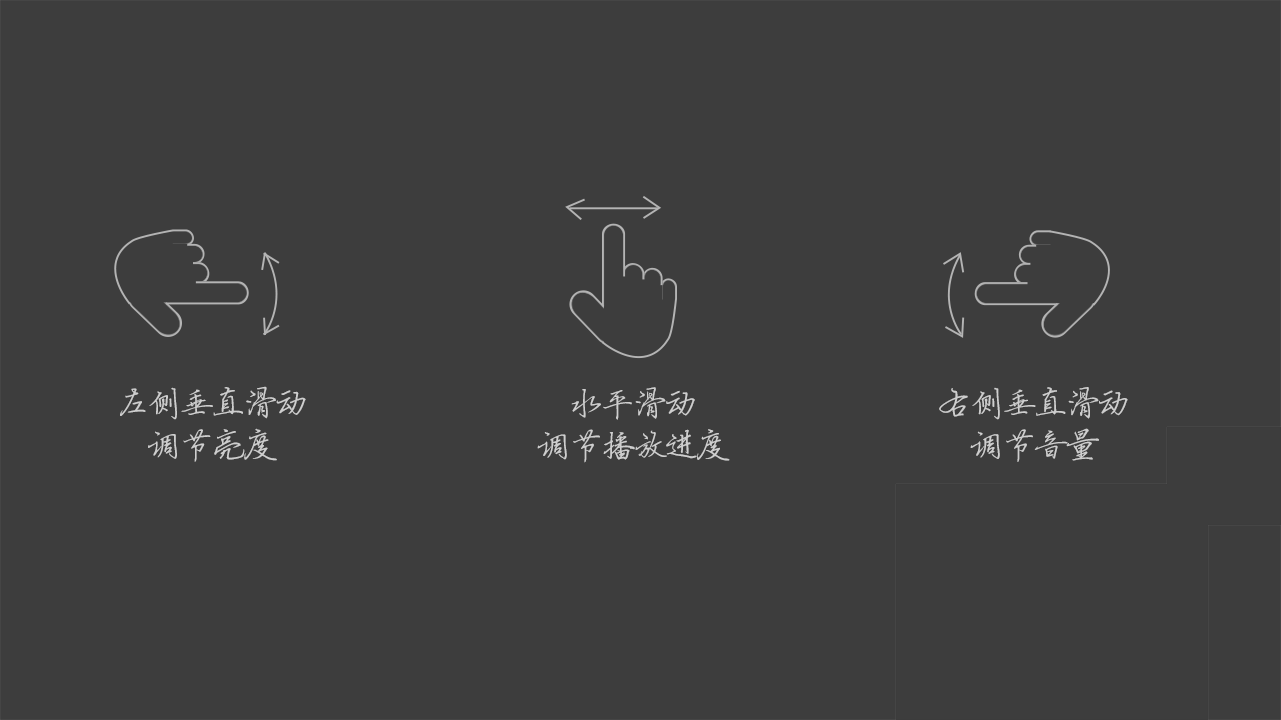 左侧垂直滑动
调节亮度
水平滑动
调节播放进度
右侧垂直滑动
调节音量